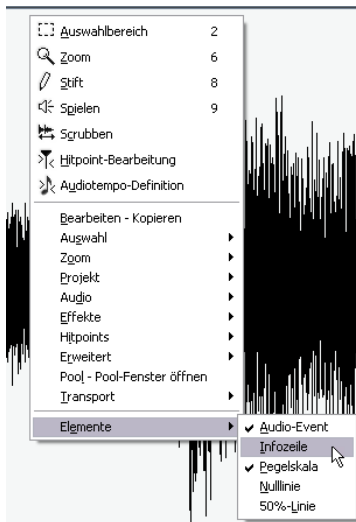 Auswahlbereich 2
Zoom 6
Stift 8
Spielen 9
Scrubben
Hitpoint-Bearbeitung
Audiotempo-Definition
Bearbeiten - Kopieren
Auswahl
Zoom
Projekt
Audio
Effekte
Hitpoints
Erweitert
Pool - Pool-Fenster öffnen
Transport
Elemente
Audio-Event
Infozeile
Pegelskala
Nulllinie
50%-Linie